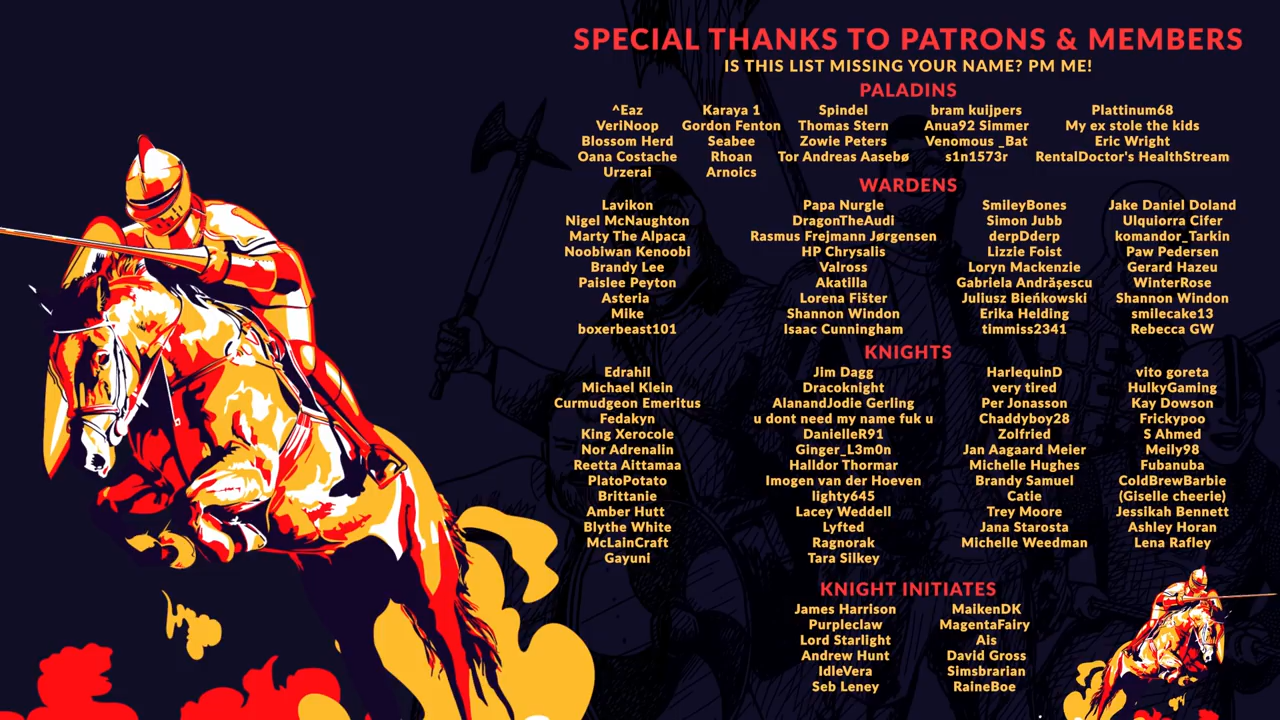 SPECIAL THANKS TO PATRONS & MEMBERS
IS THIS LIST MISSING YOUR NAME? PM ME!
PALADINS
^Eaz
VeriNoop
Blossom Herd
Oana Costache
Urzerai
Karaya 1
Gordon Fenton
Seabee
Rhoan
Arnoics
Spindel
Thomas Stern
Zowie Peters
Tor Andreas Aasebø
bram kuijpers
Anua92 Simmer
Venomous _Bat
s1n1573r
Plattinum68
My ex stole the kids
Eric Wright
RentalDoctor's HealthStream
WARDENS
Lavikon
Nigel McNaughton
Marty The Alpaca
Noobiwan Kenoobi
Brandy Lee
Paislee Peyton
Asteria
Mike
boxerbeast101
Papa Nurgle
DragonTheAudi
Rasmus Frejmann Jørgensen
HP Chrysalis
Valross
Akatilla
Lorena Fišter
Shannon Windon
Isaac Cunningham
SmileyBones
Simon Jubb
derpDderp
Lizzie Foist
Loryn Mackenzie
Gabriela Andrășescu
Juliusz Bieńkowski
Erika Helding
timmiss2341
Jake Daniel Doland
Ulquiorra Cifer
komandor_Tarkin
Paw Pedersen
Gerard Hazeu
WinterRose
Shannon Windon
smilecake13
Rebecca GW
KNIGHTS
Edrahil
Michael Klein
Curmudgeon Emeritus
Fedakyn
King Xerocole
Nor Adrenalin
Reetta Aittamaa
PlatoPotato
Brittanie
Amber Hutt
Blythe White
McLainCraft
Gayuni
Jim Dagg
Dracoknight
AlanandJodie Gerling
u dont need my name fuk u
DanielleR91
Ginger_L3m0n
Halldor Thormar
Imogen van der Hoeven
lighty645
Lacey Weddell
Lyfted
Ragnorak
Tara Silkey
HarlequinD
very tired
Per Jonasson
Chaddyboy28
Zolfried
Jan Aagaard Meier
Michelle Hughes
Brandy Samuel
Catie
Trey Moore
Jana Starosta
Michelle Weedman
vito goreta
HulkyGaming
Kay Dowson
Frickypoo
S Ahmed
Meily98
Fubanuba
ColdBrewBarbie
(Giselle cheerie)
Jessikah Bennett
Ashley Horan
Lena Rafley
KNIGHT INITIATES
James Harrison
Purpleclaw
Lord Starlight
Andrew Hunt
IdleVera
Seb Leney
MaikenDK
MagentaFairy
Ais
David Gross
Simsbrarian
RaineBoe